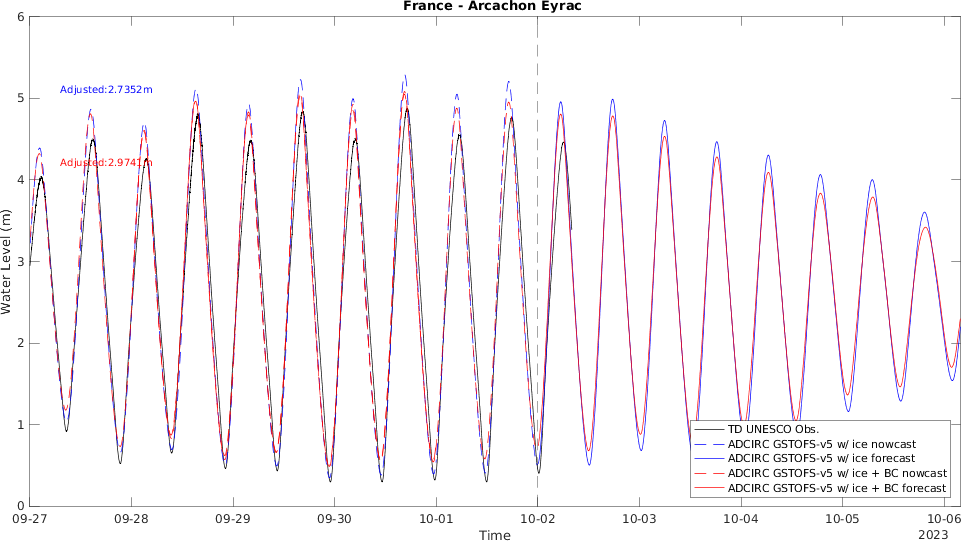 France - Arcachon Eyrac
6
5
4
3
2
1
0
Water Level (m)
Adjusted:2.7352m
Adjusted:2.9741m
TD UNESCO Obs.
ADCIRC GSTOFS-v5 w/ ice nowcast
ADCIRC GSTOFS-v5 w/ ice forecast
ADCIRC GSTOFS-v5 w/ ice + BC nowcast
ADCIRC GSTOFS-v5 w/ ice + BC forecast
09-27 09-28 09-29 09-30 10-01 10-02 10-03 10-04 10-05 10-06
2023
Time